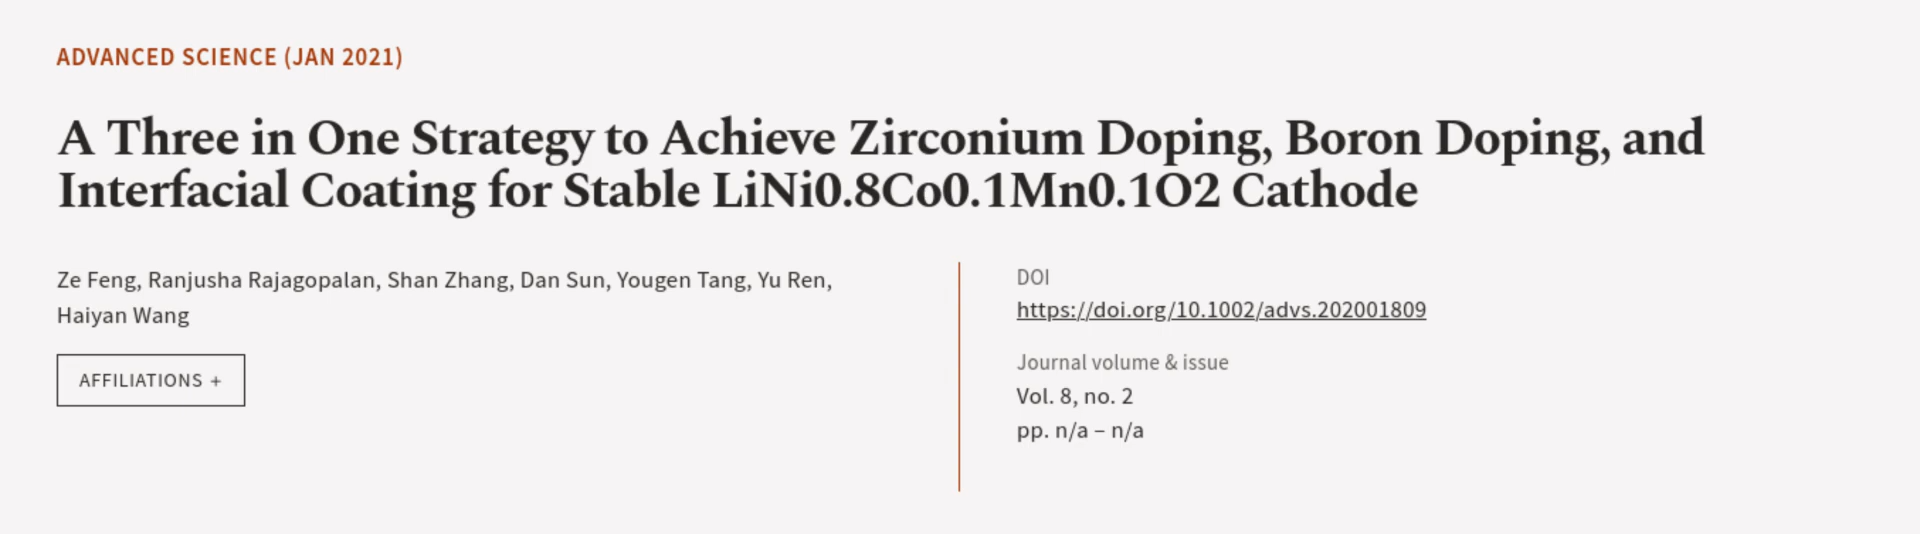 ADVANCED SCIENCE (JAN 2021)
A Three in One Strategy to Achieve Zirconium Doping, Boron Doping, and
Interfacial Coating for Stable LiNi0.8Co0.1Mn0.1O2 Cathode
Ze Feng, Ranjusha Rajagopalan, Shan Zhang, Dan Sun, Yougen Tang, Yu Ren,
Haiyan Wang
AFFILIATIONS +
DOI
https://doi.org/10.1002/advs.202001809
Journal volume & issue
Vol. 8, no. 2
pp. n/a – n/a